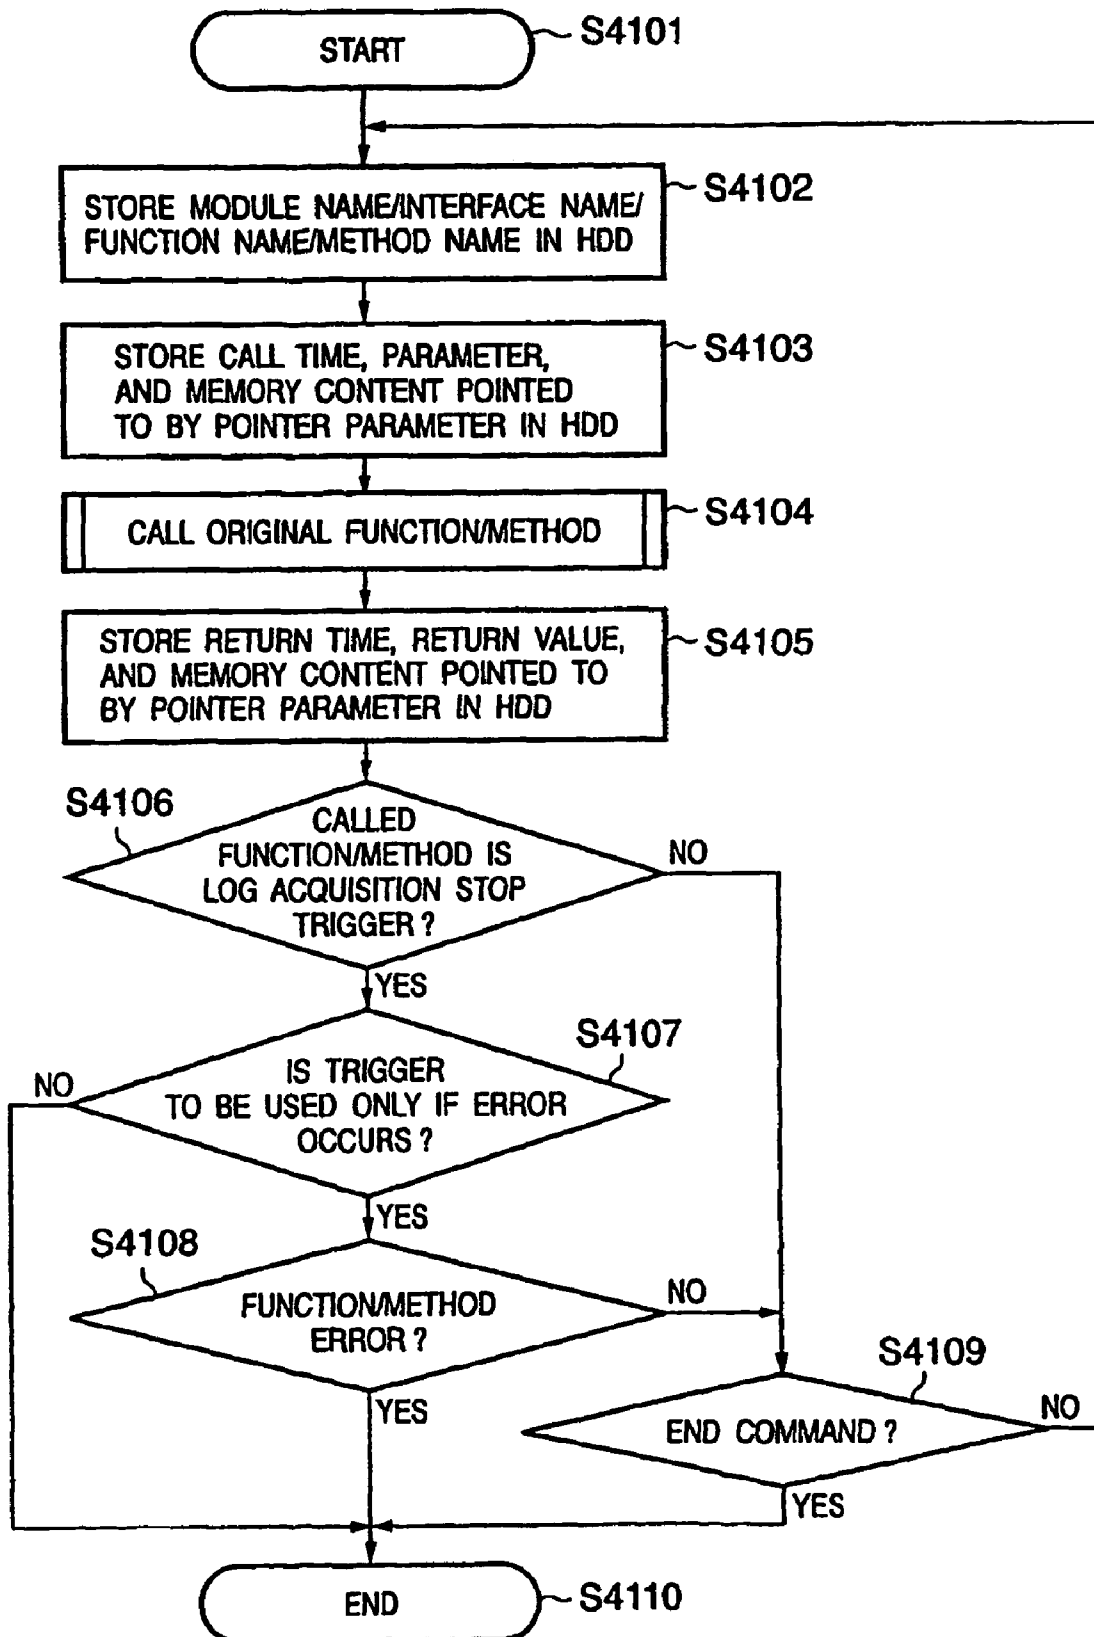 START
S4101
STORE MODULE NAME/INTERFACE NAME/
FUNCTION NAME/METHOD NAME IN HDD
S4102
STORE CALL TIME, PARAMETER,
AND MEMORY CONTENT POINTED
TO BY POINTER PARAMETER IN HDD
S4103
CALL ORIGINAL FUNCTION/METHOD
S4104
STORE RETURN TIME, RETURN VALUE,
AND MEMORY CONTENT POINTED TO
BY POINTER PARAMETER IN HDD
S4105
S4106
CALLED
FUNCTION/METHOD IS
LOG ACQUISITION STOP
TRIGGER ?
NO
YES
S4107
IS TRIGGER
TO BE USED ONLY IF ERROR
OCCURS ?
NO
YES
S4108
FUNCTION/METHOD
ERROR ?
NO
YES
S4109
END COMMAND ?
NO
YES
END
S4110